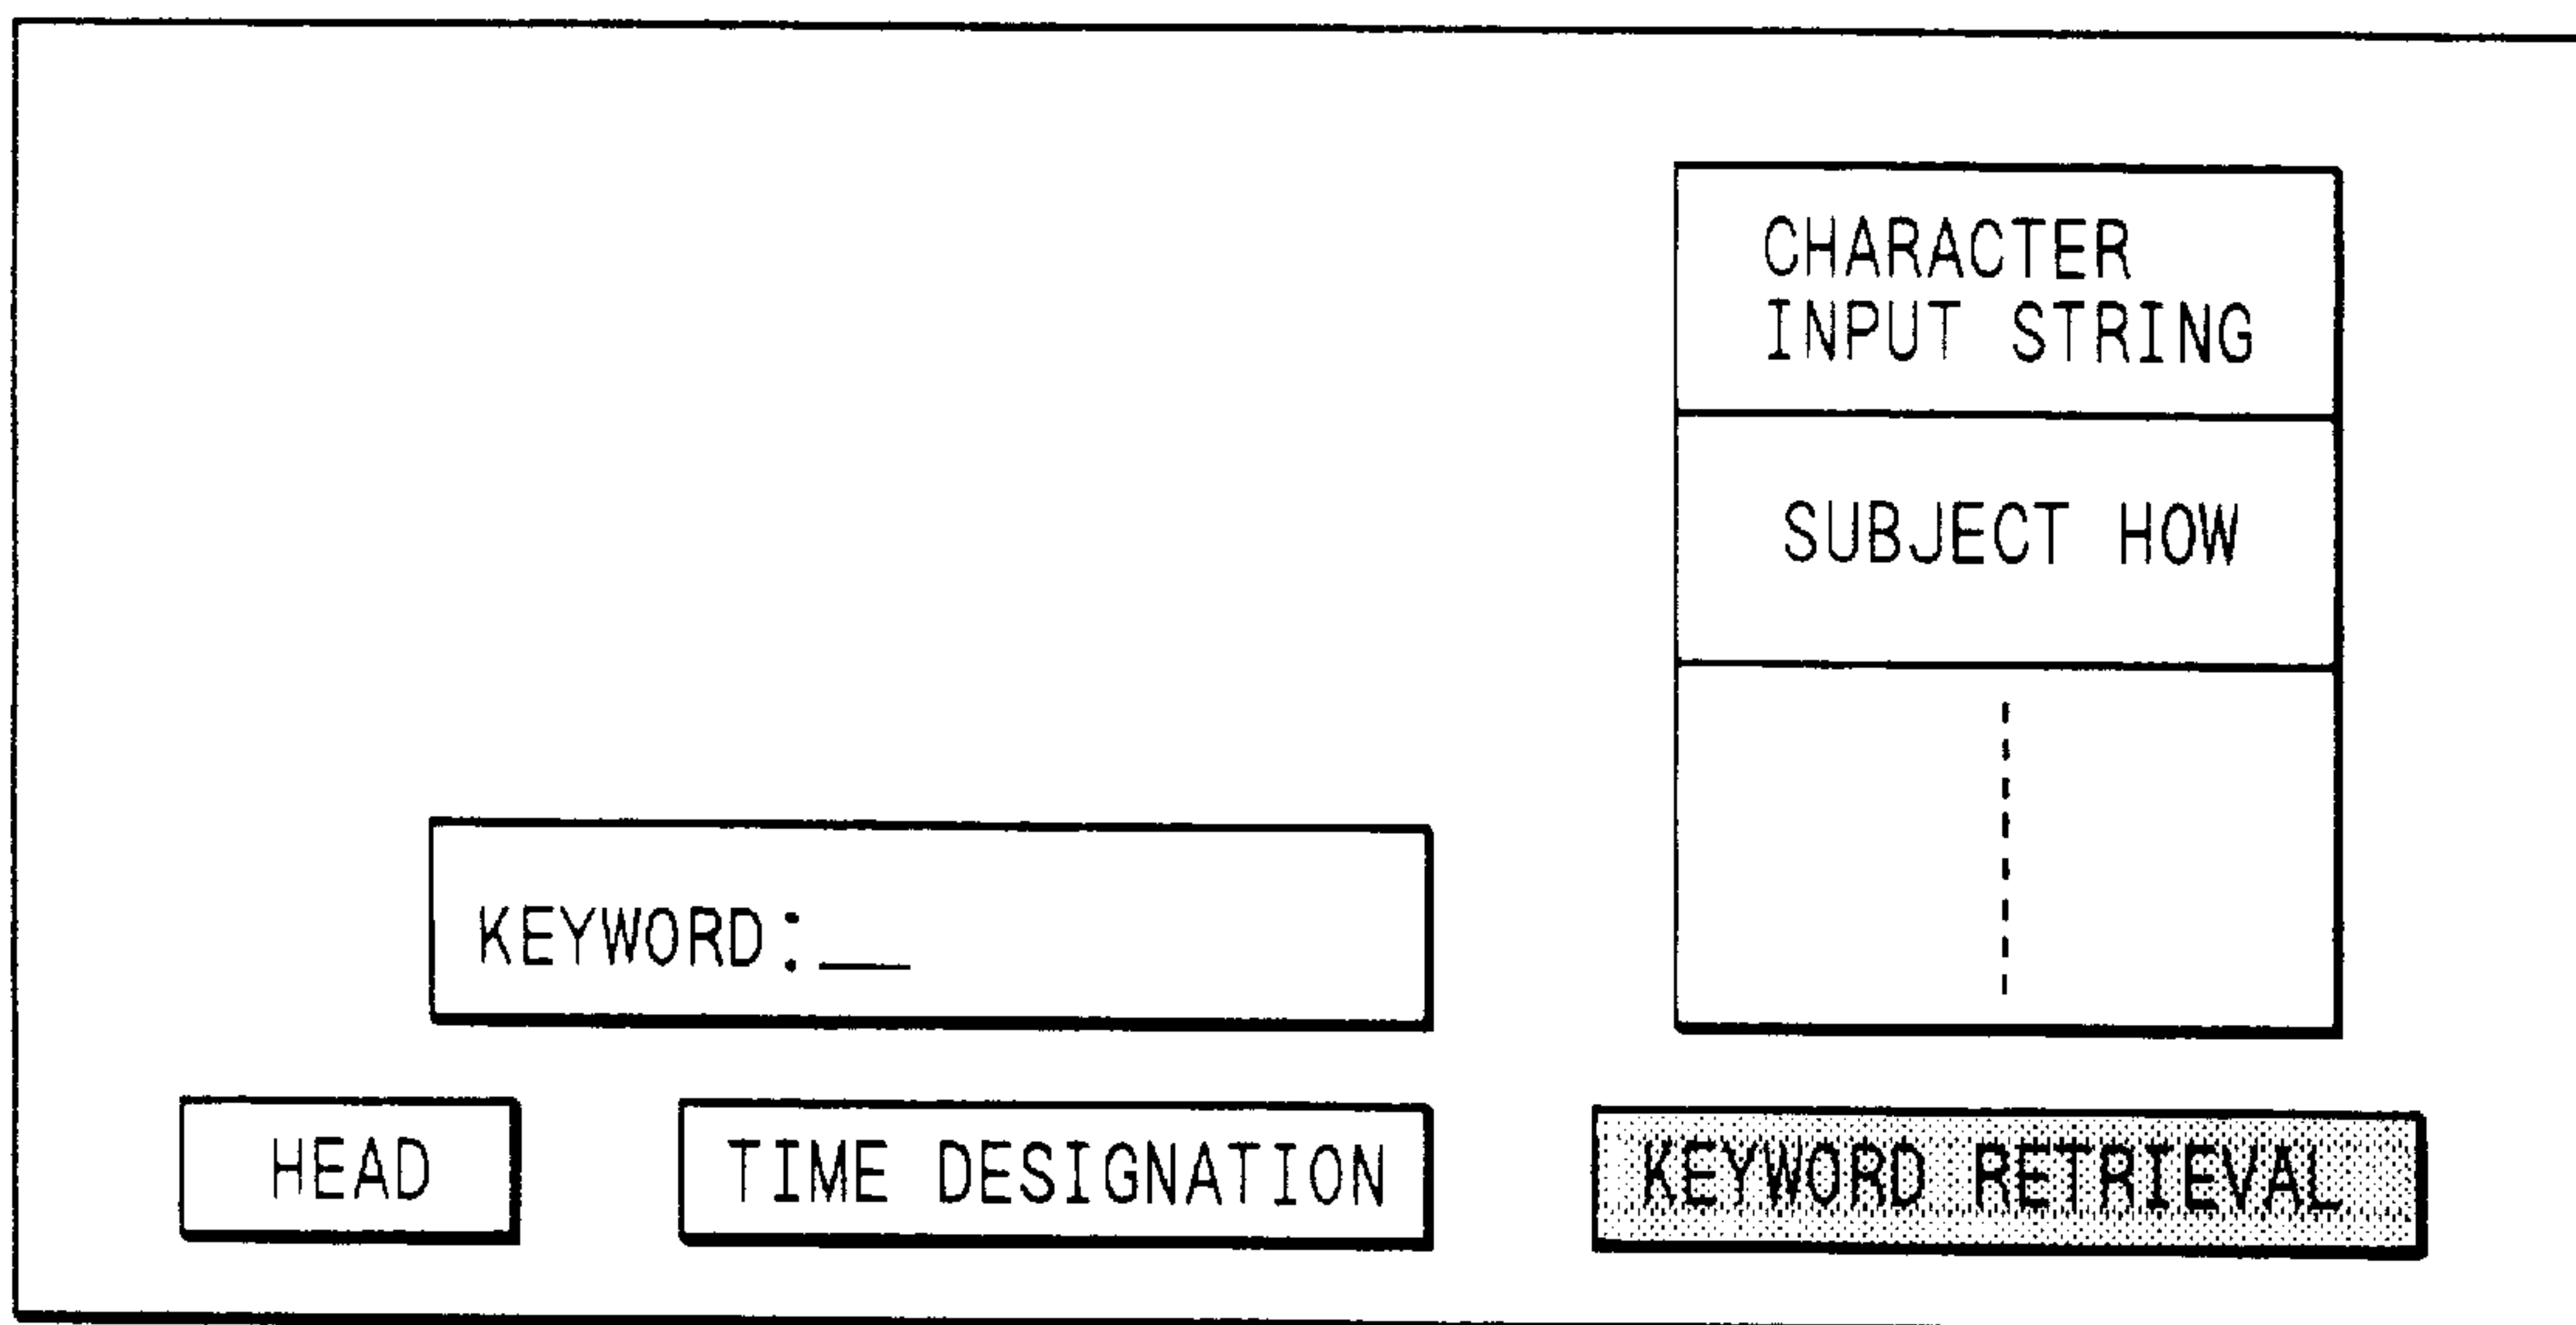 CHARACTER
INPUT STRING
SUBJECT HOW
KEYWORD:__
HEAD
TIME DESIGNATION
KEYWORD RETRIEVAL